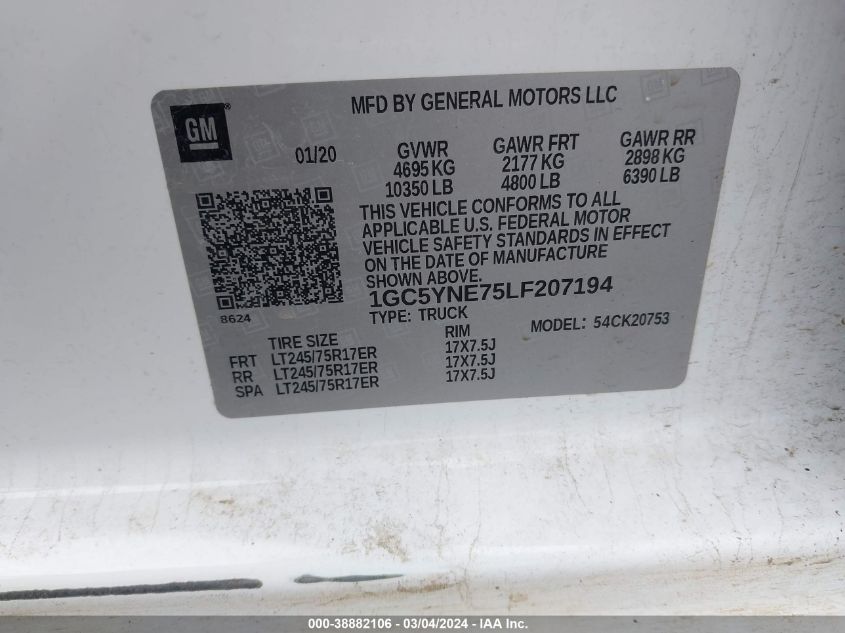 MFD BY GENERAL MOTORS LLC
GM
01/20
GVWR GAWR FRT GAWR RR
4695 KG 2177 KG 2898 KG
10350 LB 4800 LB 6390 LB
THIS VEHICLE CONFORMS TO ALL
APPLICABLE U.S. FEDERAL MOTOR
VEHICLE SAFETY STANDARDS IN EFFECT
ON THE DATE OF MANUFACTURE
SHOWN ABOVE.
1GC5YNE75LF207194
8624
TYPE: TRUCK MODEL: 54CK20753
TIRE SIZE RIM
FRT LT245/75R17ER 17X7.5J
RR LT245/75R17ER 17X7.5J
SPA LT245/75R17ER 17X7.5J
000-38882106 - 03/04/2024 - IAA Inc.